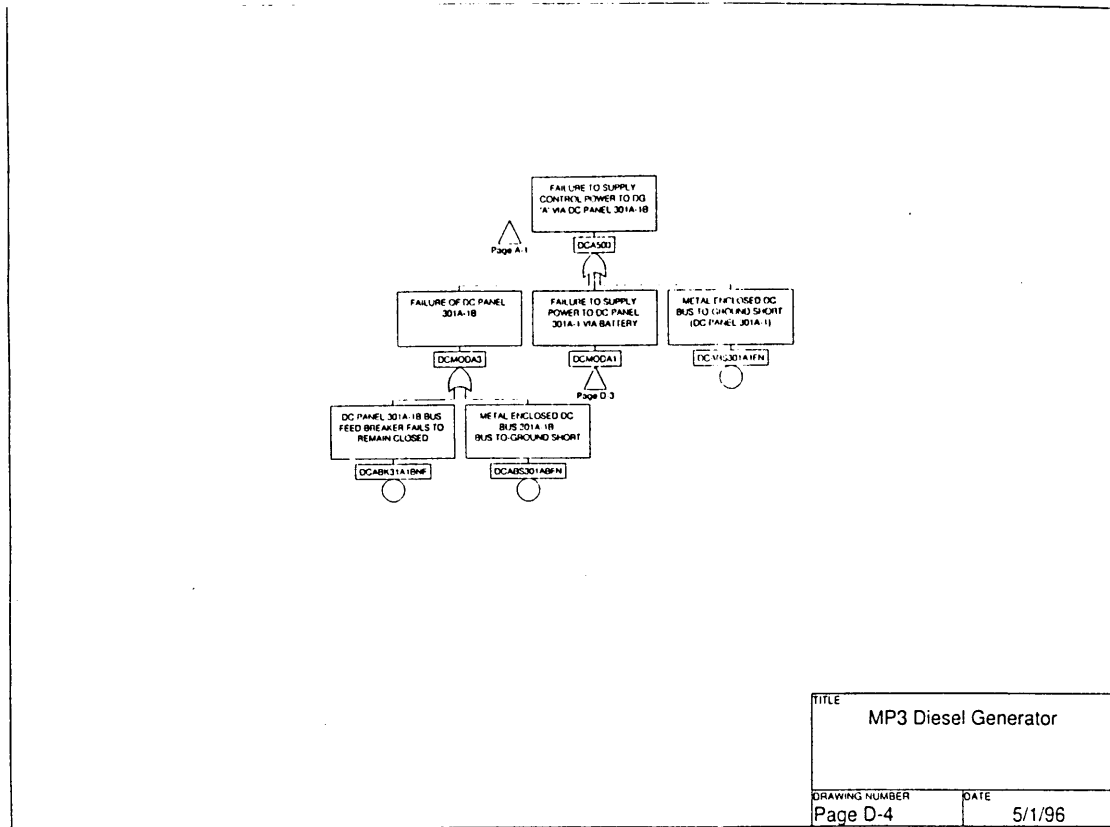 FAILURE TO SUPPLY
CONTROL POWER TO DG
'A' VIA DC PANEL 301A-1B
Page A-1
DCA500
FAILURE OF DC PANEL
301A-1B
FAILURE TO SUPPLY
POWER TO DC PANEL
301A-1 VIA BATTERY
METAL ENCLOSED DC
BUS TO-GROUND SHORT
(DC PANEL 301A-1)
DCMODA3
DCMODA1
Page D-3
DC PANEL 301A-1B BUS
FEED BREAKER FAILS TO
REMAIN CLOSED
METAL ENCLOSED DC
BUS 301A-1B
BUS TO-GROUND SHORT
DCABK31A1BNF
DCABS301ABFN
TITLE
MP3 Diesel Generator
DRAWING NUMBER
Page D-4
DATE
5/1/96